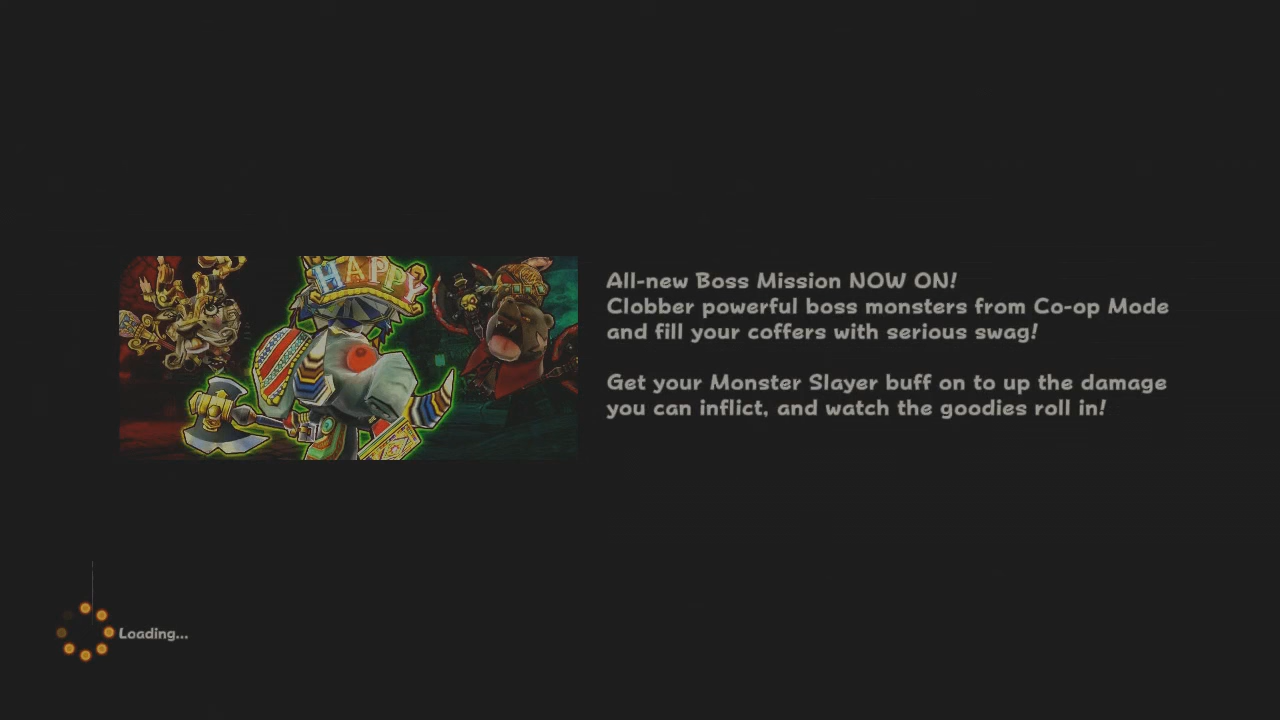 HAPPY
All-new Boss Mission NOW ON!
Clobber powerful boss monsters from Co-op Mode
and fill your coffers with serious swag!
Get your Monster Slayer buff on to up the damage
you can inflict, and watch the goodies roll in!
Loading...